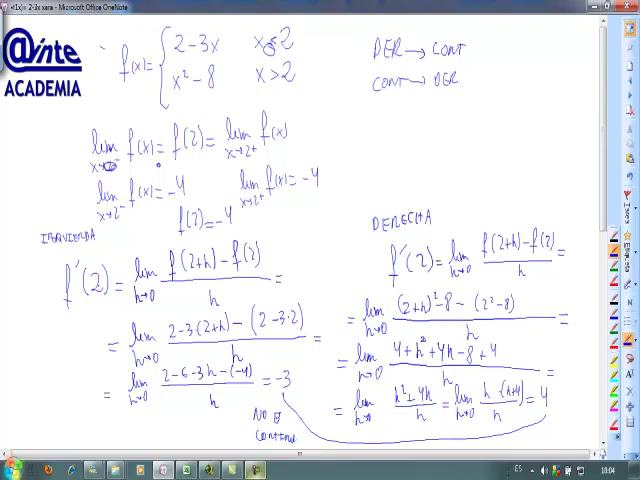 f(x)= 2-3x xara - Microsoft OneNote
@ainte
ACADEMIA
f(x) = { 2-3x x≤2
x²-8 x>2
DER → CONT
CONT → DER
lim x→2⁻ f(x) = f(2) = lim x→2+ f(x)
lim x→2⁻ f(x) = -4 lim x→2+ f(x) = -4
f(2) = -4
IZQUIERDA
f'(2) = lim h→0 f(2+h)-f(2) / h =
= lim h→0 2-3·(2+h) - (2-3·2) / h =
= lim h→0 2-6-3h-(-4) / h = -3
DERECHA
f'(2) = lim h→0 f(2+h)-f(2) / h =
= lim h→0 (2+h)²-8 - (2²-8) / h =
= lim h→0 4+h²+4h-8+4 / h =
= lim h→0 h²+4h / h = lim h→0 h·(h+4) / h = 4
NO
ES
18:04